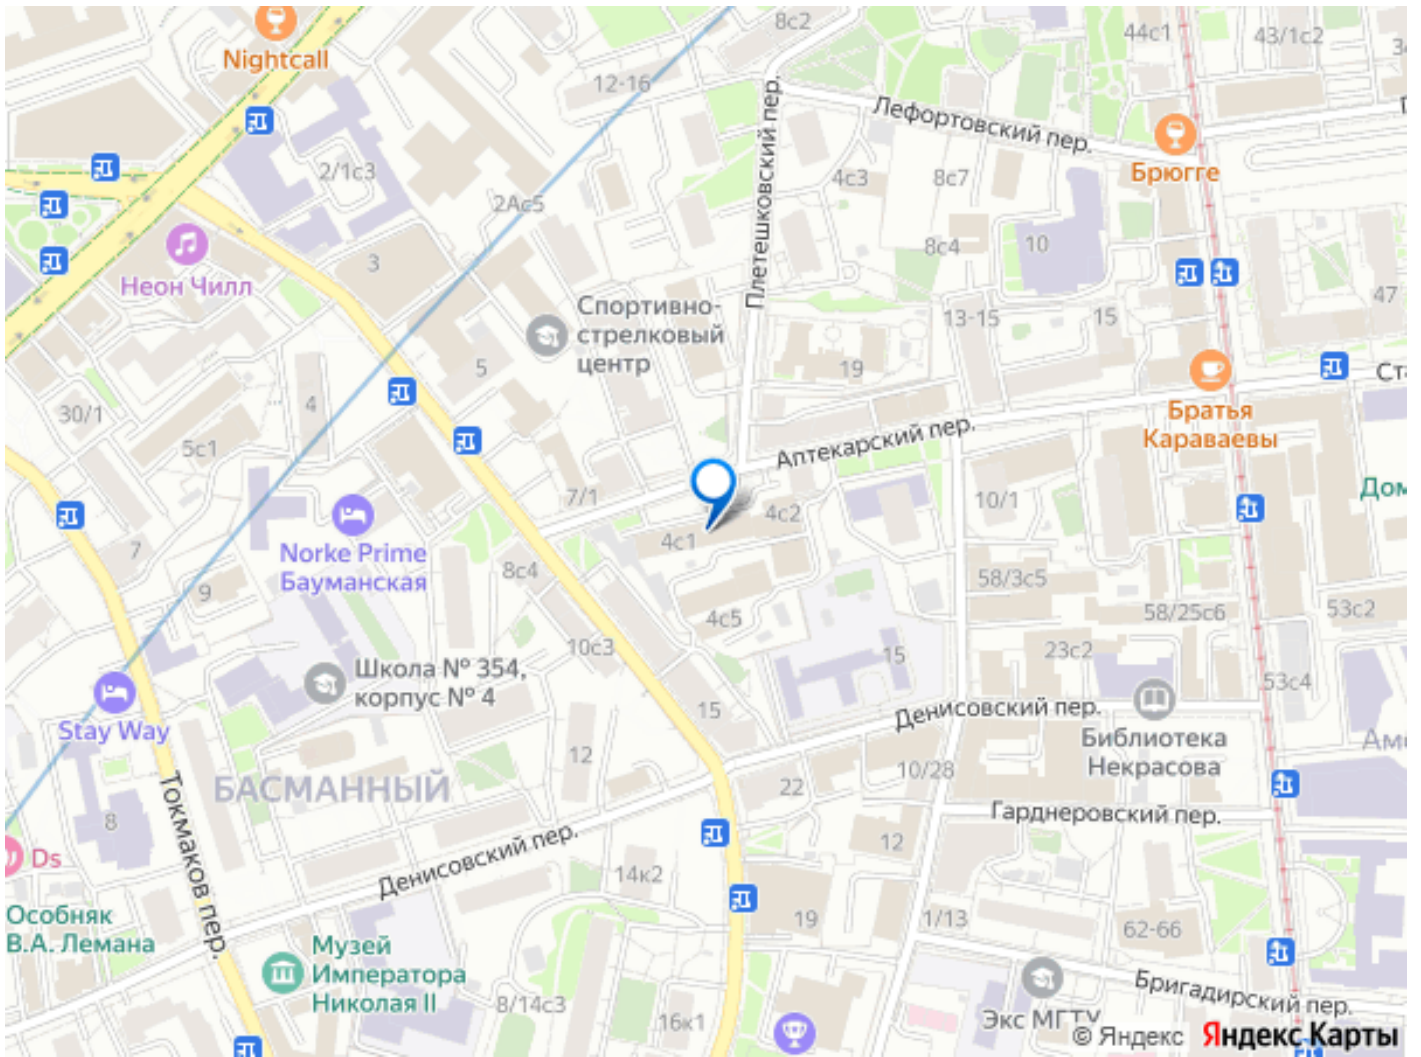 8с2
44с1
43/1с2
Nightcall
12-16
Лефортовский пер.
Брюгге
2/1с3
2Ас5
Плетешковский пер.
4с3
8с7
8с4
10
3
Неон Чилл
47
Спортивно-
стрелковый
центр
13-15
15
5
19
4
30/1
5с1
Братья
Караваевы
Аптекарский пер.
7/1
4с2
10/1
7
Norke Prime
Бауманская
4с1
8с4
58/3с5
9
4с5
58/25с6
53с2
10с3
15
23с2
Школа № 354,
корпус № 4
53с4
15
Денисовский пер.
Stay Way
12
Библиотека
Некрасова
БАСМАННЫЙ
22
10/28
Токмаков пер.
8
Гарднеровский пер.
12
Денисовский пер.
Ds
14к2
Особняк
В.А. Лемана
19
1/13
62-66
Музей
Императора
Николая II
8/14с3
16к1
Бригадирский пер.
Экс МГТУ
© Яндекс Яндекс Карты